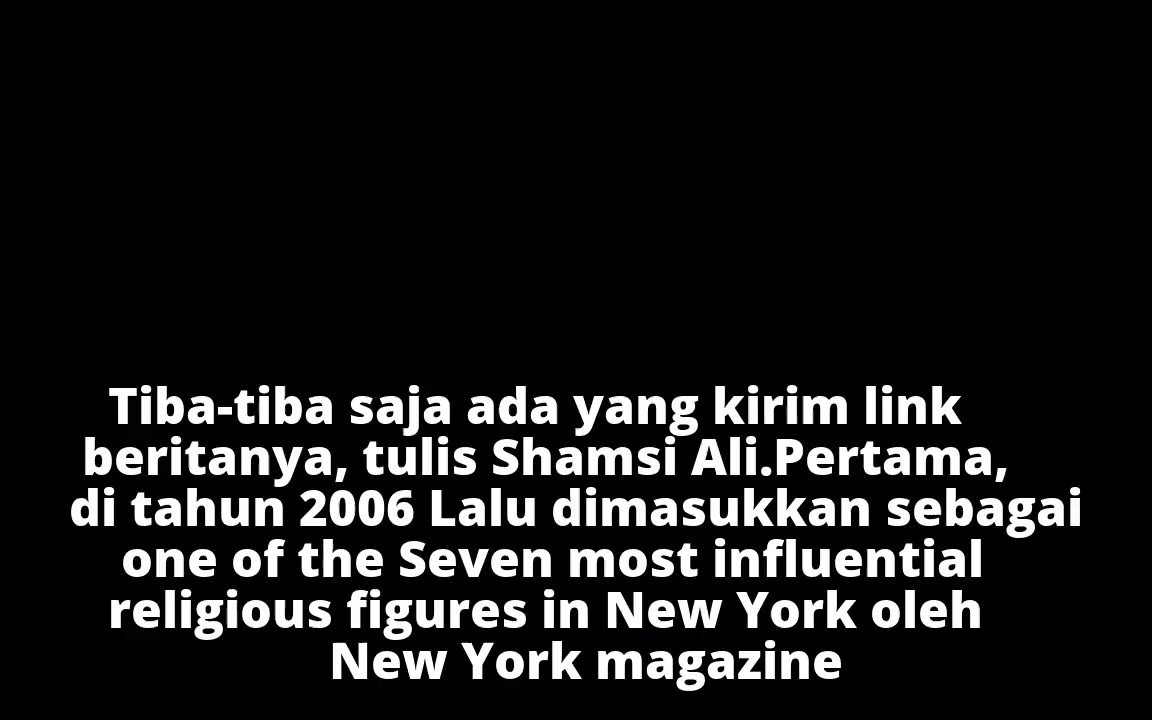 Tiba-tiba saja ada yang kirim link
beritanya, tulis Shamsi Ali.Pertama,
di tahun 2006 Lalu dimasukkan sebagai
one of the Seven most influential
religious figures in New York oleh
New York magazine